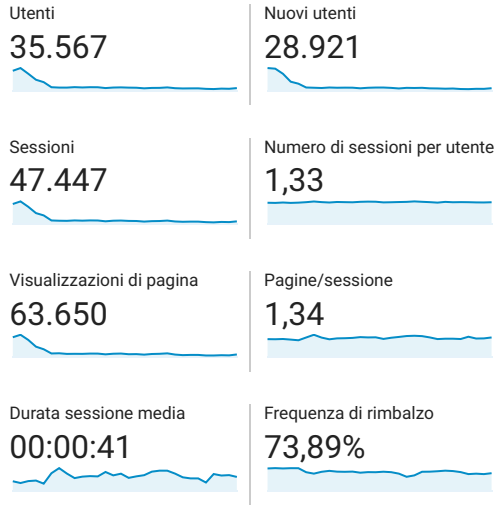 Utenti
35.567
Nuovi utenti
28.921
Sessioni
47.447
Numero di sessioni per utente
1,33
Visualizzazioni di pagina
63.650
Pagine/sessione
1,34
Durata sessione media
00:00:41
Frequenza di rimbalzo
73,89%